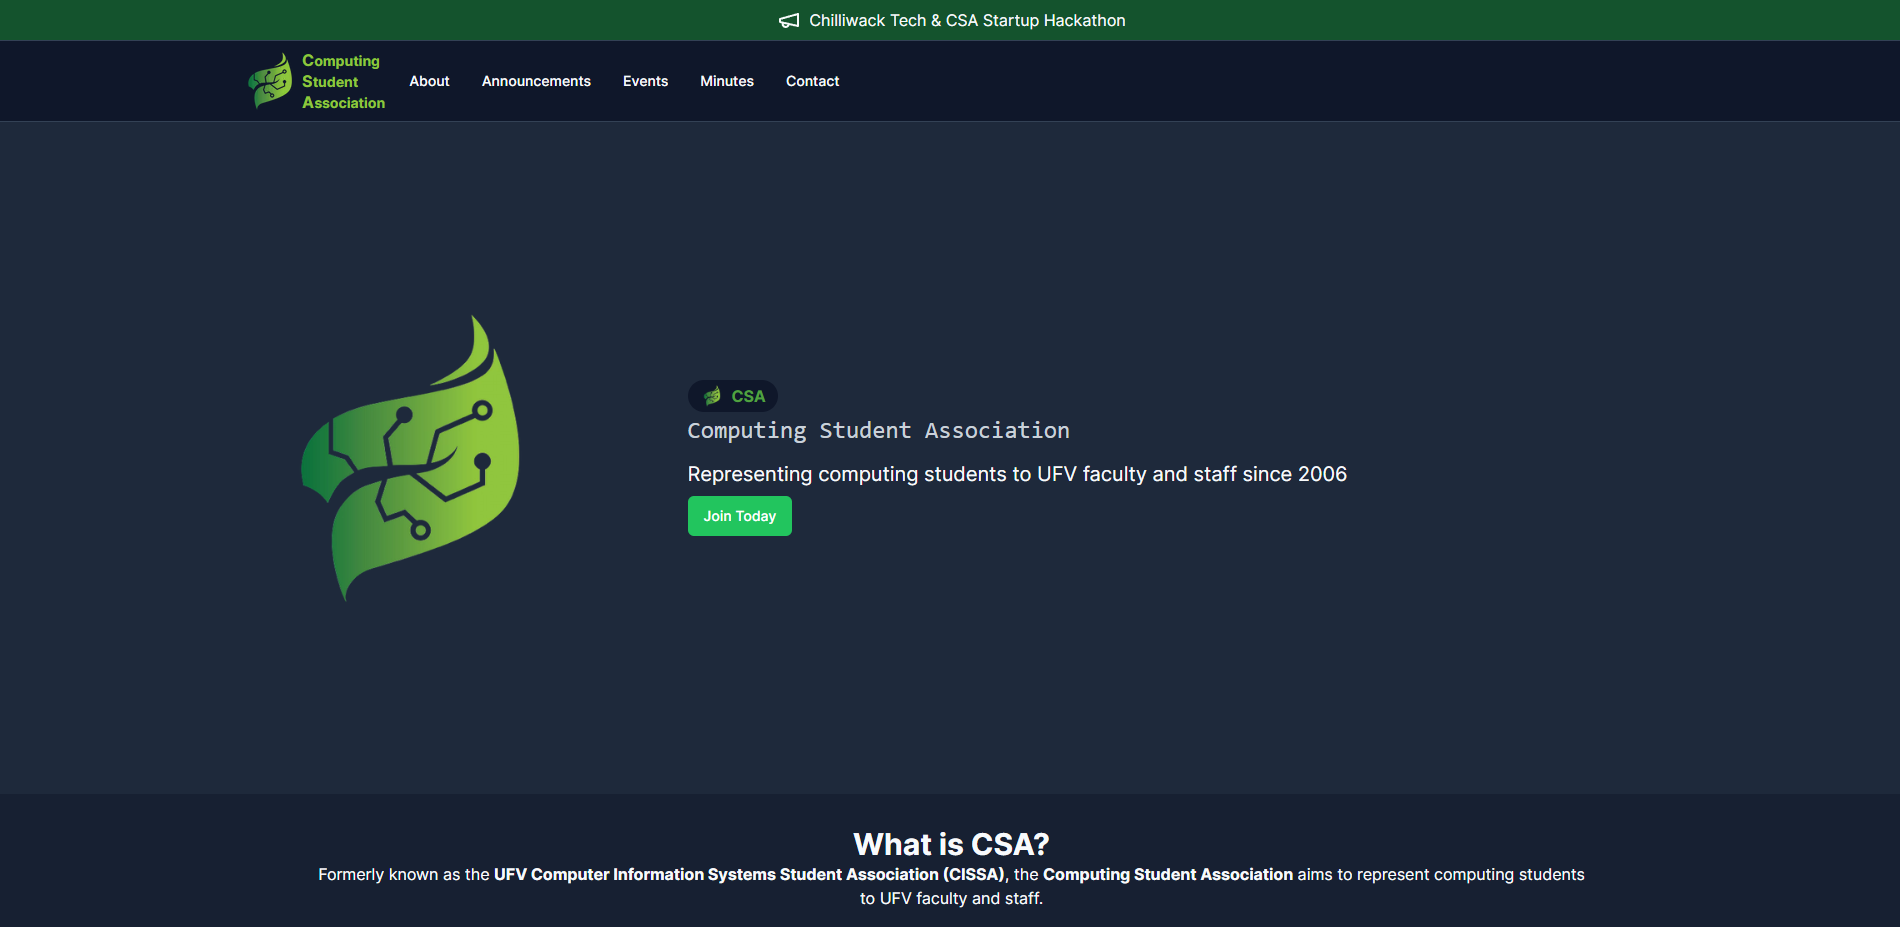 Chilliwack Tech & CSA Startup Hackathon
Computing
Student
Association
About Announcements Events Minutes Contact
CSA
Computing Student Association
Representing computing students to UFV faculty and staff since 2006
Join Today
What is CSA?
Formerly known as the UFV Computer Information Systems Student Association (CISSA), the Computing Student Association aims to represent computing students
to UFV faculty and staff.